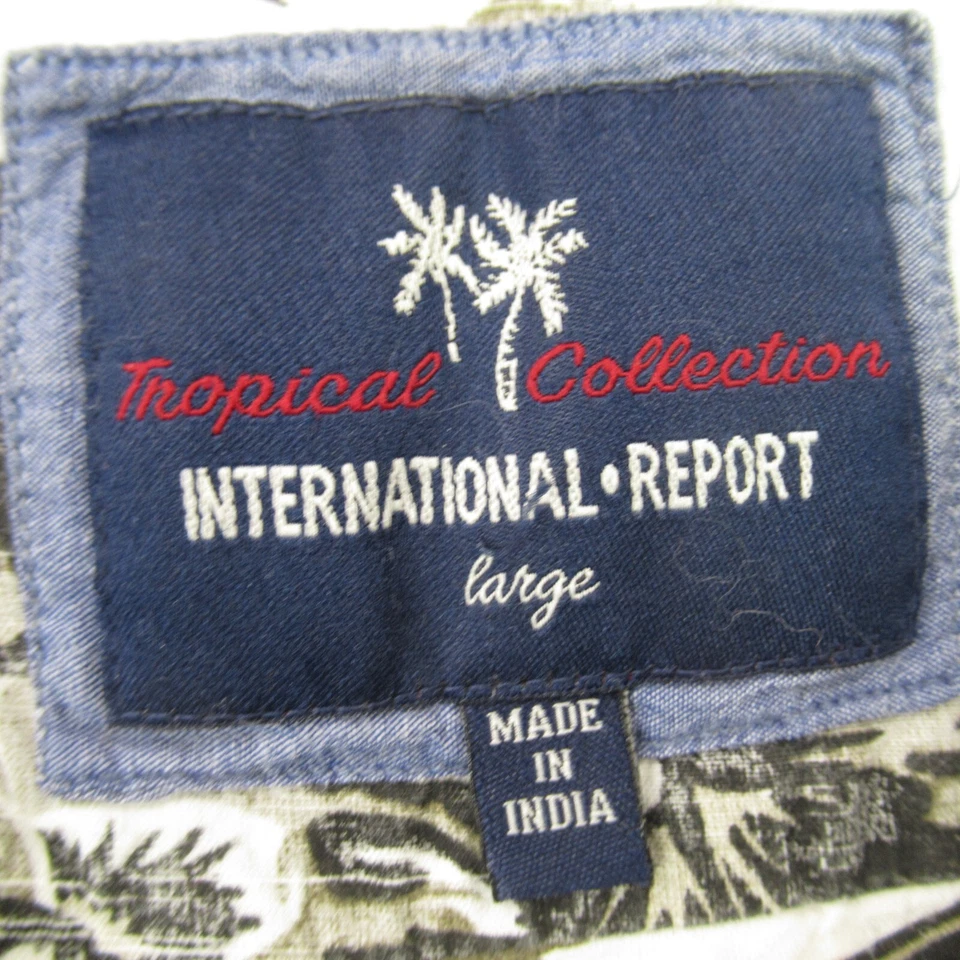 Tropical Collection
INTERNATIONAL•REPORT
large
MADE
IN
INDIA